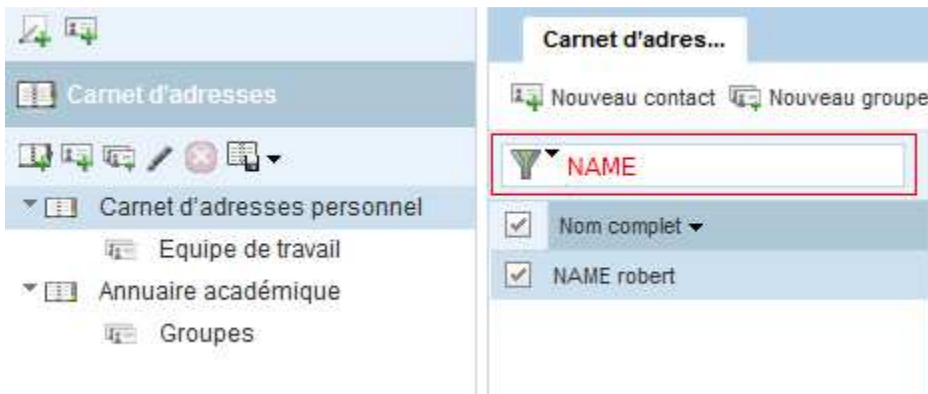 Carnet d'adresses
Carnet d'adresses personnel
Equipe de travail
Annuaire académique
Groupes
Carnet d'adres...
Nouveau contact Nouveau groupe
NAME
Nom complet
NAME robert